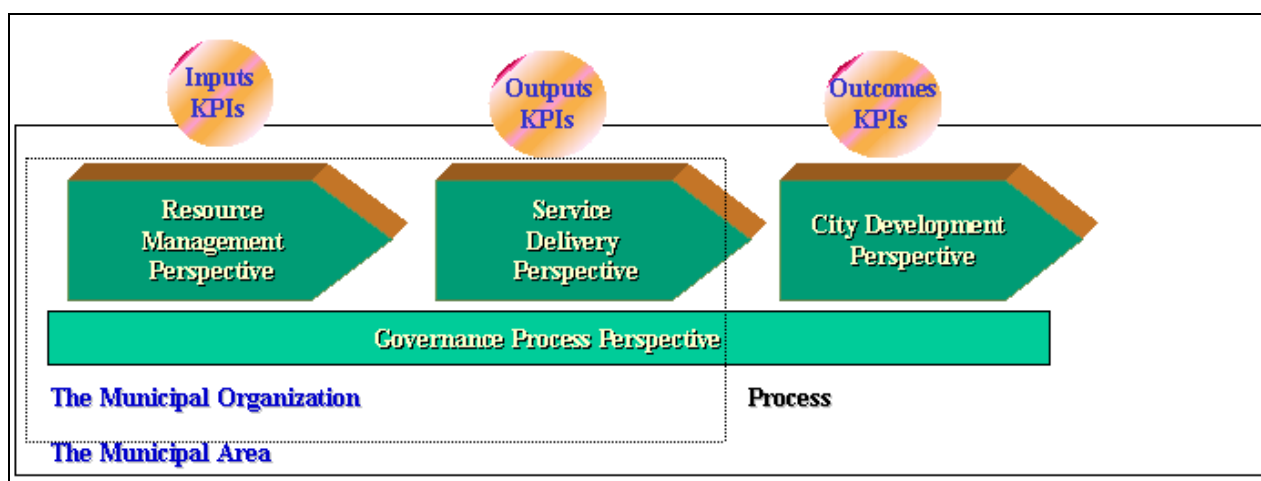 Inputs
KPIs
Outputs
KPIs
Outcomes
KPIs
Resource
Management
Perspective
Service
Delivery
Perspective
City Development
Perspective
Governance Process Perspective
The Municipal Organization
Process
The Municipal Area